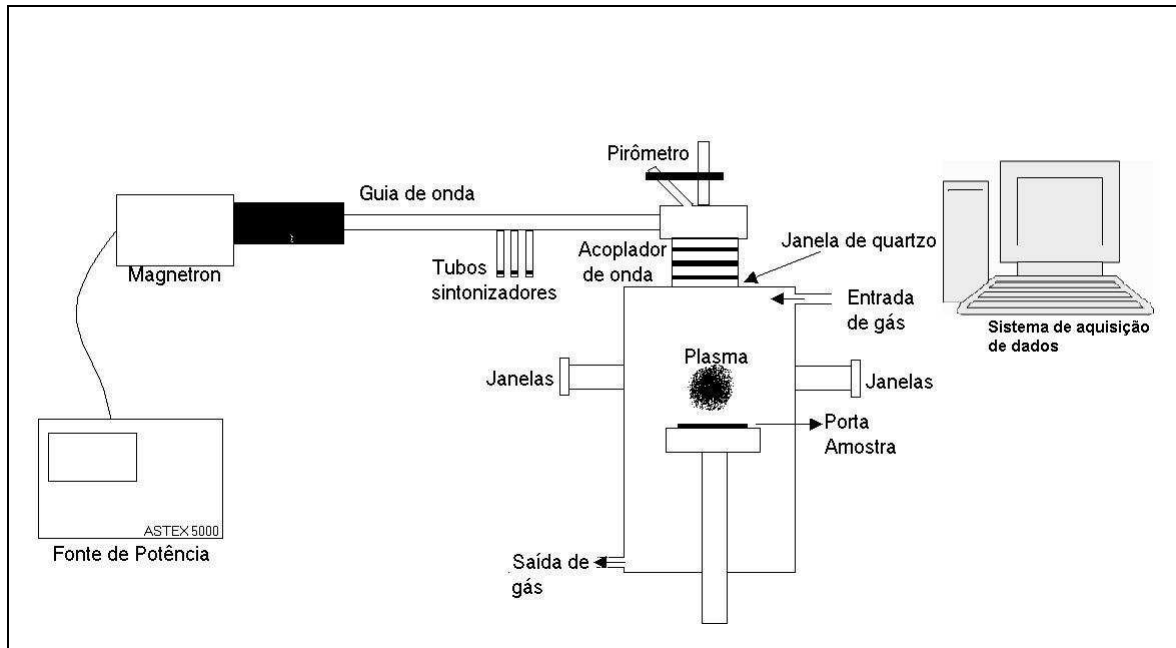 Pirômetro
Guia de onda
Magnetron
Tubos
sintonizadores
Acoplador
de onda
Janela de quartzo
Entrada
de gás
Sistema de aquisição
de dados
Plasma
Janelas
Janelas
Porta
Amostra
ASTEX 5000
Fonte de Potência
Saída de
gás